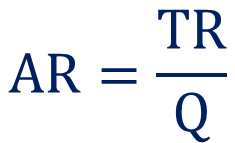 AR = TR/Q